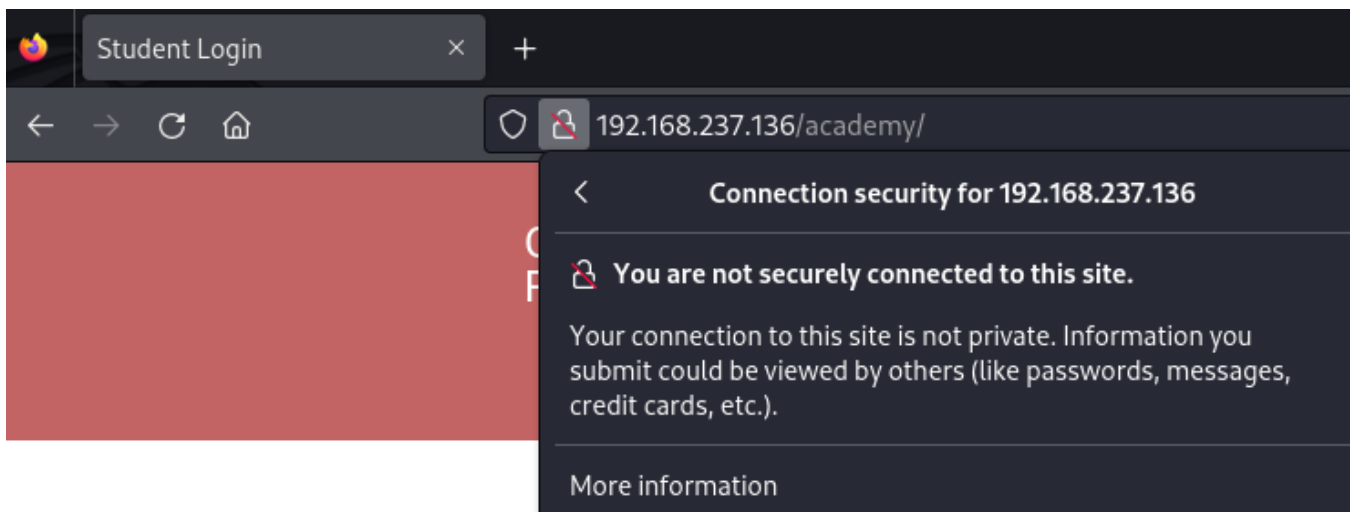 Student Login
192.168.237.136/academy/
Connection security for 192.168.237.136
You are not securely connected to this site.
Your connection to this site is not private. Information you
submit could be viewed by others (like passwords, messages,
credit cards, etc.).
More information